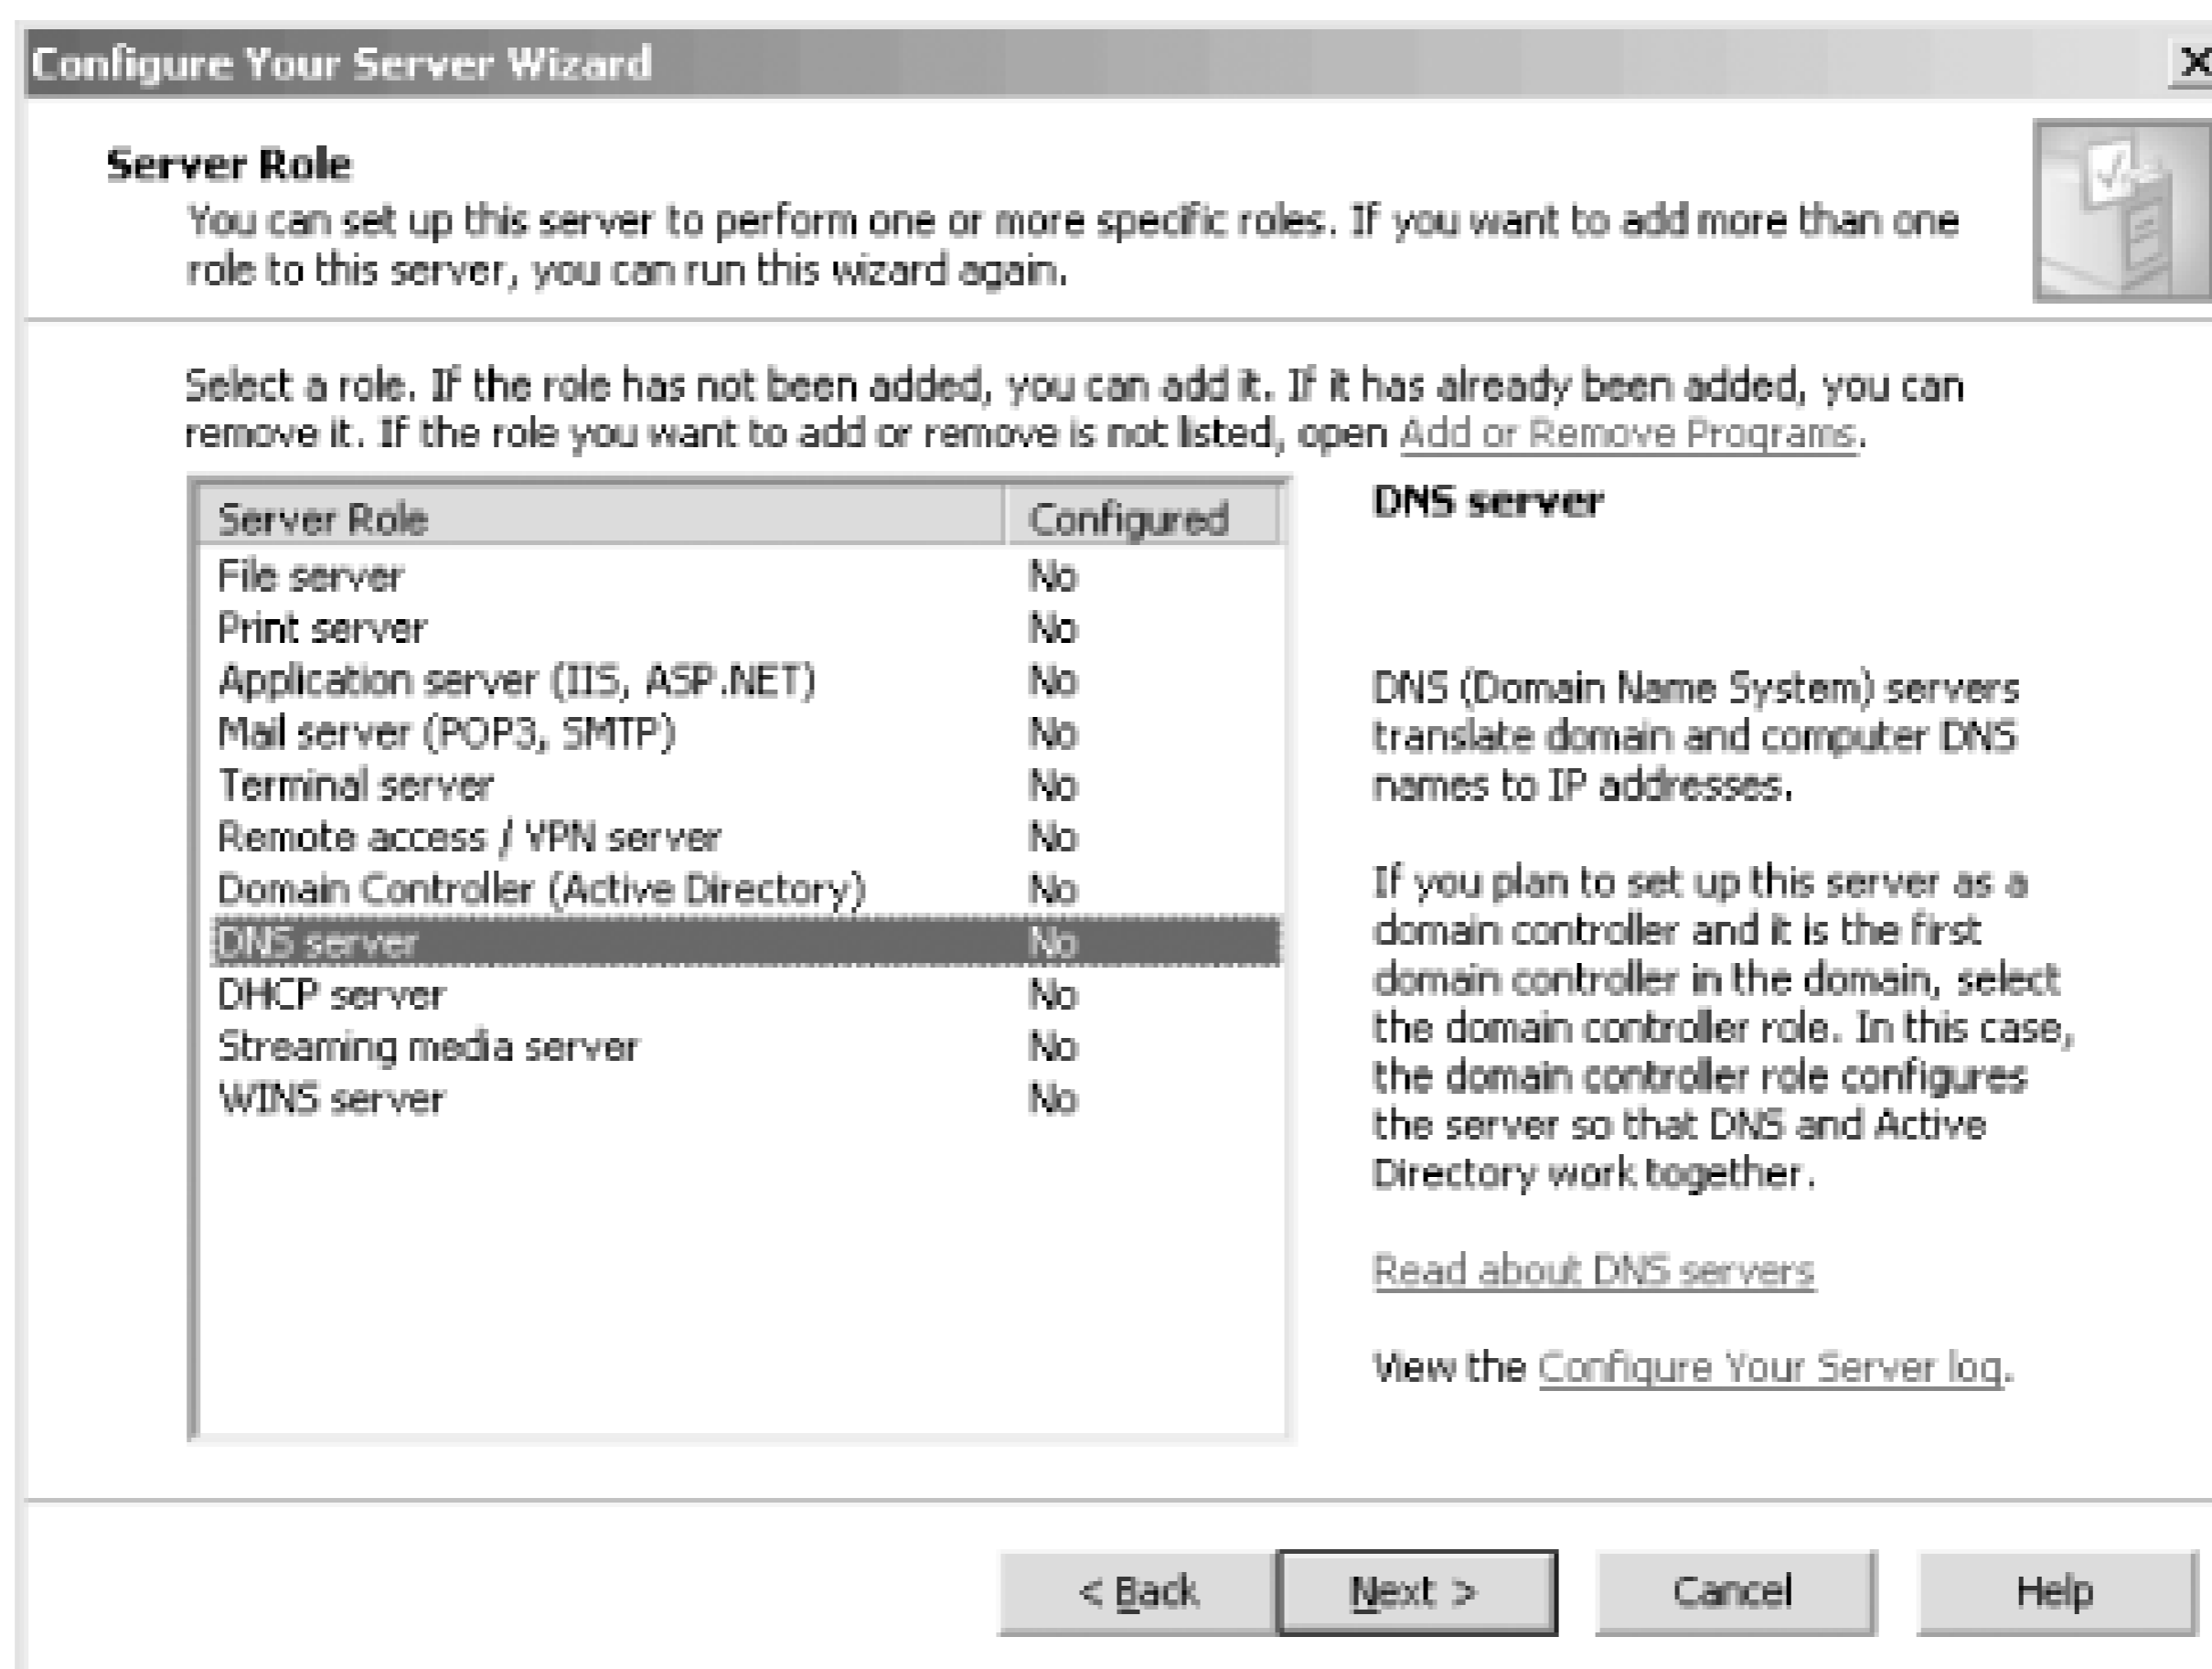 Configure Your Server Wizard
Server Role
You can set up this server to perform one or more specific roles. If you want to add more than one
role to this server, you can run this wizard again.
Select a role. If the role has not been added, you can add it. If it has already been added, you can
remove it. If the role you want to add or remove is not listed, open Add or Remove Programs.
Server Role Configured
File server No
Print server No
Application server (IIS, ASP.NET) No
Mail server (POP3, SMTP) No
Terminal server No
Remote access / VPN server No
Domain Controller (Active Directory) No
DNS server No
DHCP server No
Streaming media server No
WINS server No
DNS server
DNS (Domain Name System) servers
translate domain and computer DNS
names to IP addresses.
If you plan to set up this server as a
domain controller and it is the first
domain controller in the domain, select
the domain controller role. In this case,
the domain controller role configures
the server so that DNS and Active
Directory work together.
Read about DNS servers
View the Configure Your Server log.
< Back Next > Cancel Help